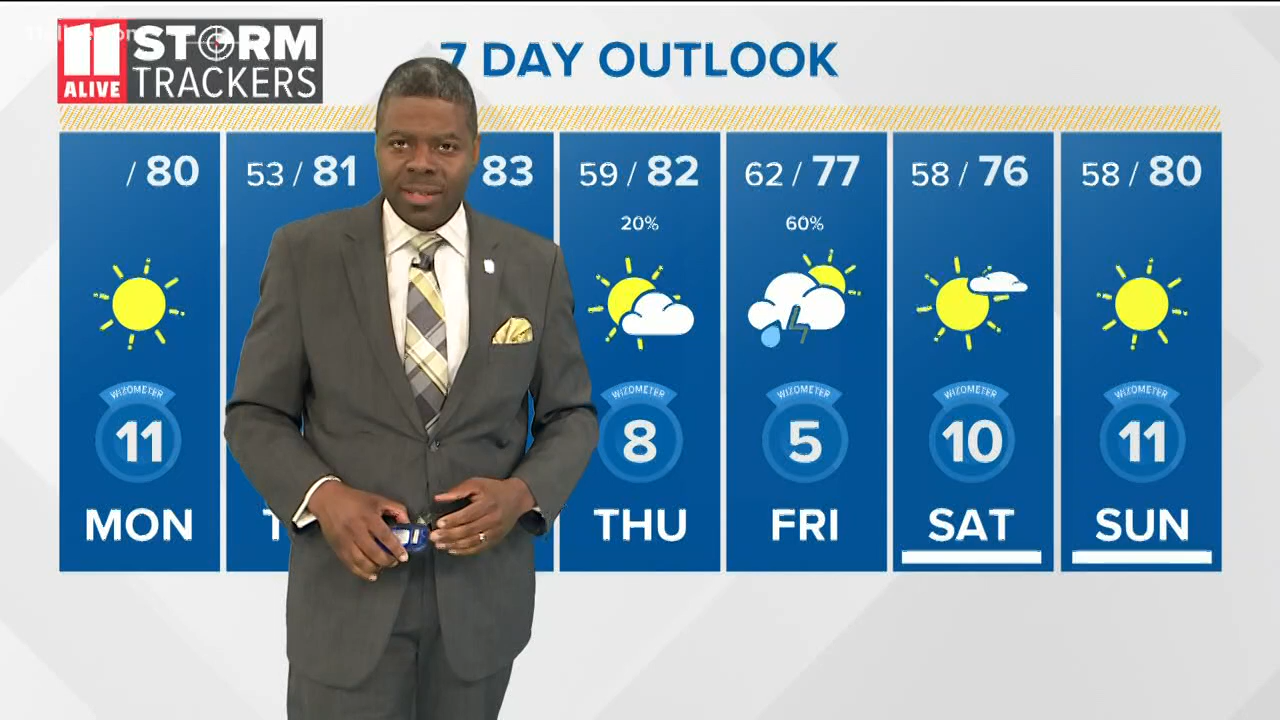 11
ALIVE
STORM
TRACKERS
7 DAY OUTLOOK
/ 80
53 / 81
83
59 / 82
62 / 77
58 / 76
58 / 80
20%
60%
WIZOMETER
WIZOMETER
WIZOMETER
WIZOMETER
WIZOMETER
11
8
5
10
11
MON
T
THU
FRI
SAT
SUN